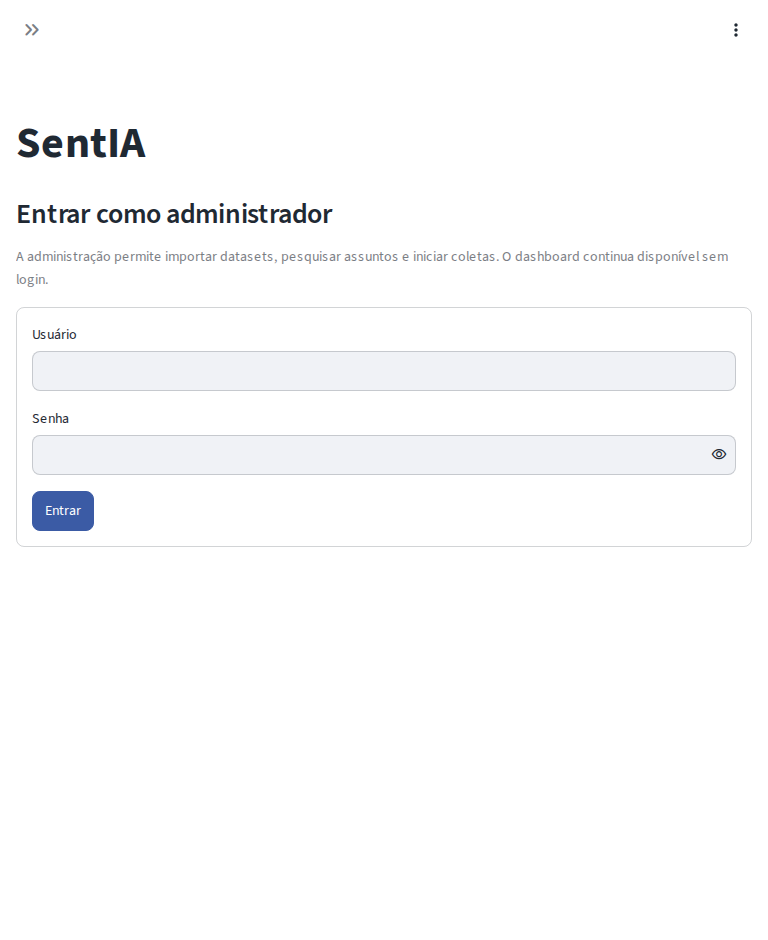 SentIA
Entrar como administrador
A administração permite importar datasets, pesquisar assuntos e iniciar coletas. O dashboard continua disponível sem
login.
Usuário
Senha
Entrar